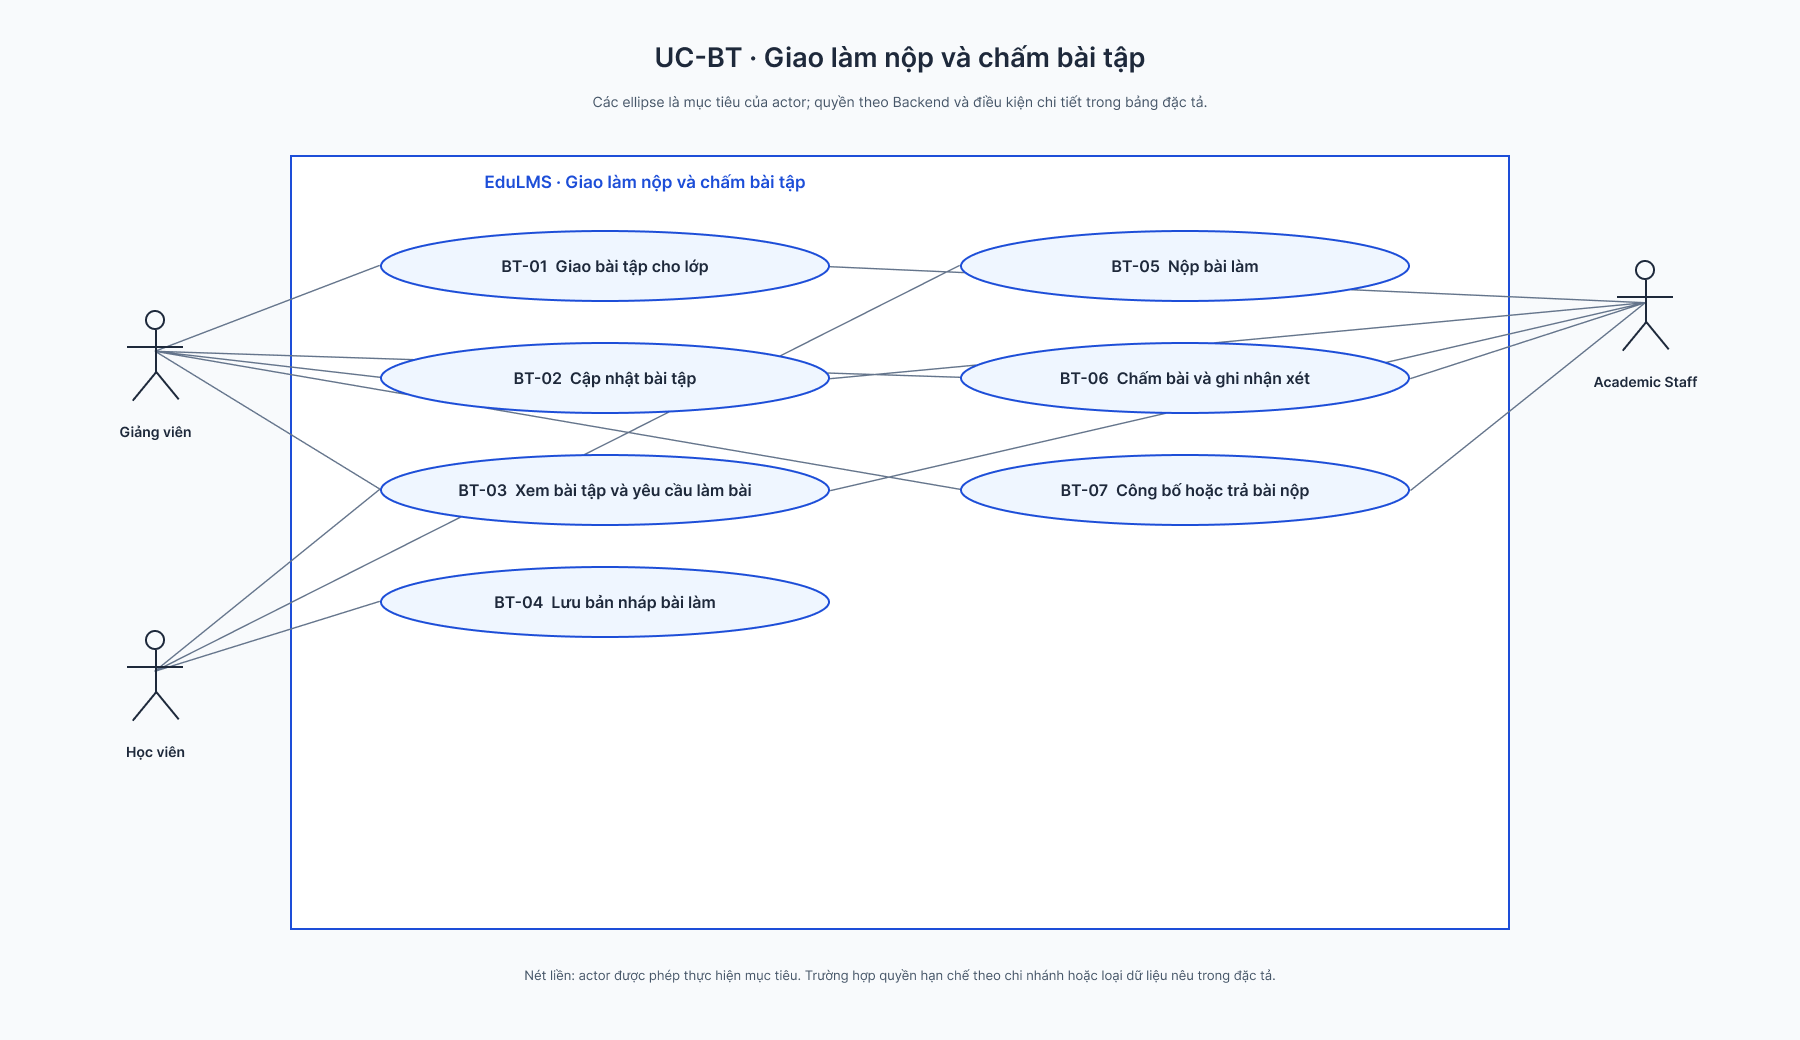 UC-BT · Giao làm nộp và chấm bài tập
Các ellipse là mục tiêu của actor; quyền theo Backend và điều kiện chi tiết trong bảng đặc tả.
EduLMS · Giao làm nộp và chấm bài tập
BT-01 Giao bài tập cho lớp
BT-05 Nộp bài làm
BT-02 Cập nhật bài tập
BT-06 Chấm bài và ghi nhận xét
Academic Staff
Giảng viên
BT-03 Xem bài tập và yêu cầu làm bài
BT-07 Công bố hoặc trả bài nộp
BT-04 Lưu bản nháp bài làm
Học viên
Nét liền: actor được phép thực hiện mục tiêu. Trường hợp quyền hạn chế theo chi nhánh hoặc loại dữ liệu nêu trong đặc tả.